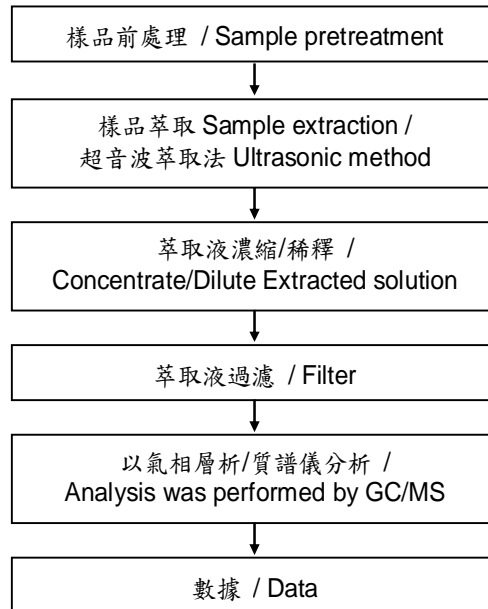 樣品前處理 / Sample pretreatment
樣品萃取 Sample extraction /
超音波萃取法 Ultrasonic method
萃取液濃縮/稀釋 /
Concentrate/Dilute Extracted solution
萃取液過濾 / Filter
以氣相層析/質譜儀分析 /
Analysis was performed by GC/MS
數據 / Data